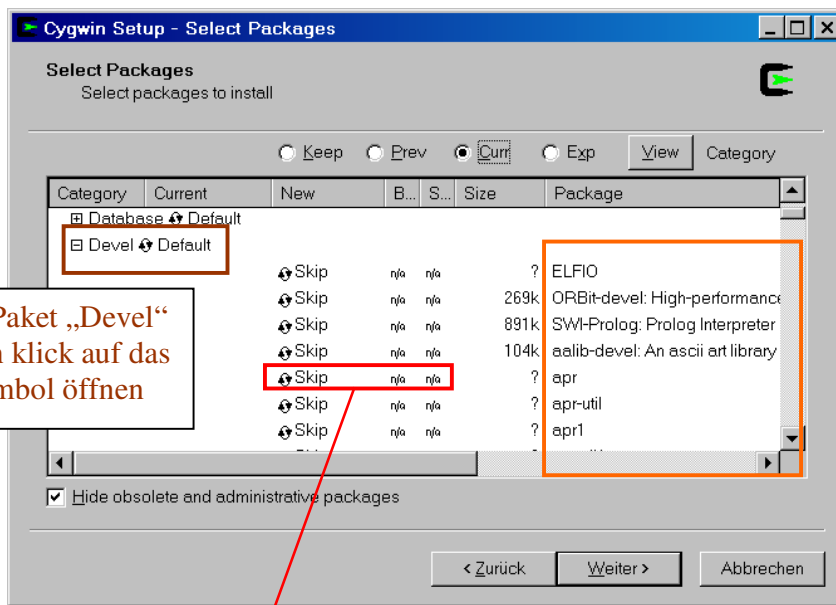 Cygwin Setup - Select Packages
Select Packages
Select packages to install
Keep Prev Curr Exp View Category
Category Current New B... S... Size Package
Database Default
Devel Default
Skip n/a n/a ? ELFIO
Skip n/a n/a 269k ORBit-devel: High-performance
Skip n/a n/a 891k SWI-Prolog: Prolog Interpreter
Skip n/a n/a 104k aalib-devel: An ascii art library
Skip n/a n/a ? apr
Skip n/a n/a ? apr-util
Skip n/a n/a ? apr1
Paket „Devel“
klick auf das
öffnen
Hide obsolete and administrative packages
< Zurück Weiter > Abbrechen